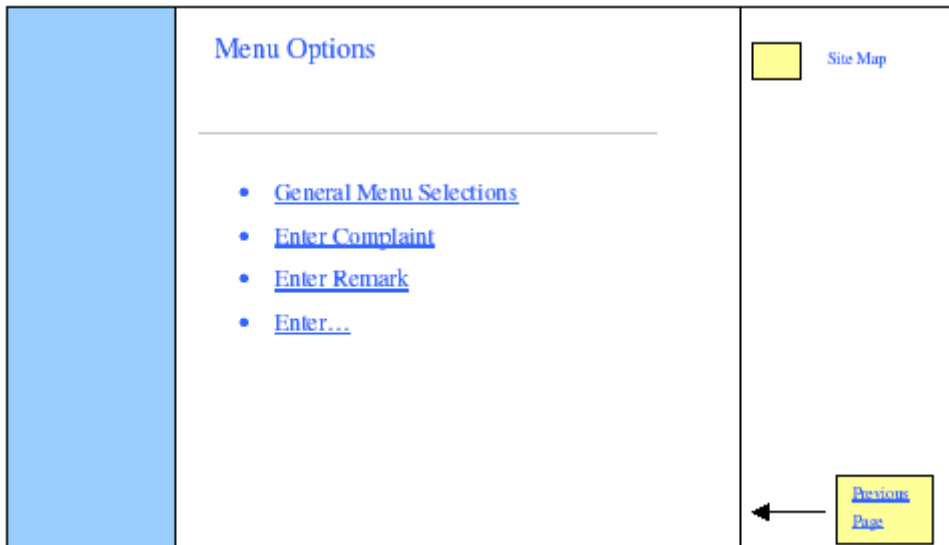 Menu Options
Site Map
General Menu Selections
Enter Complaint
Enter Remark
Enter…
Previous
Page